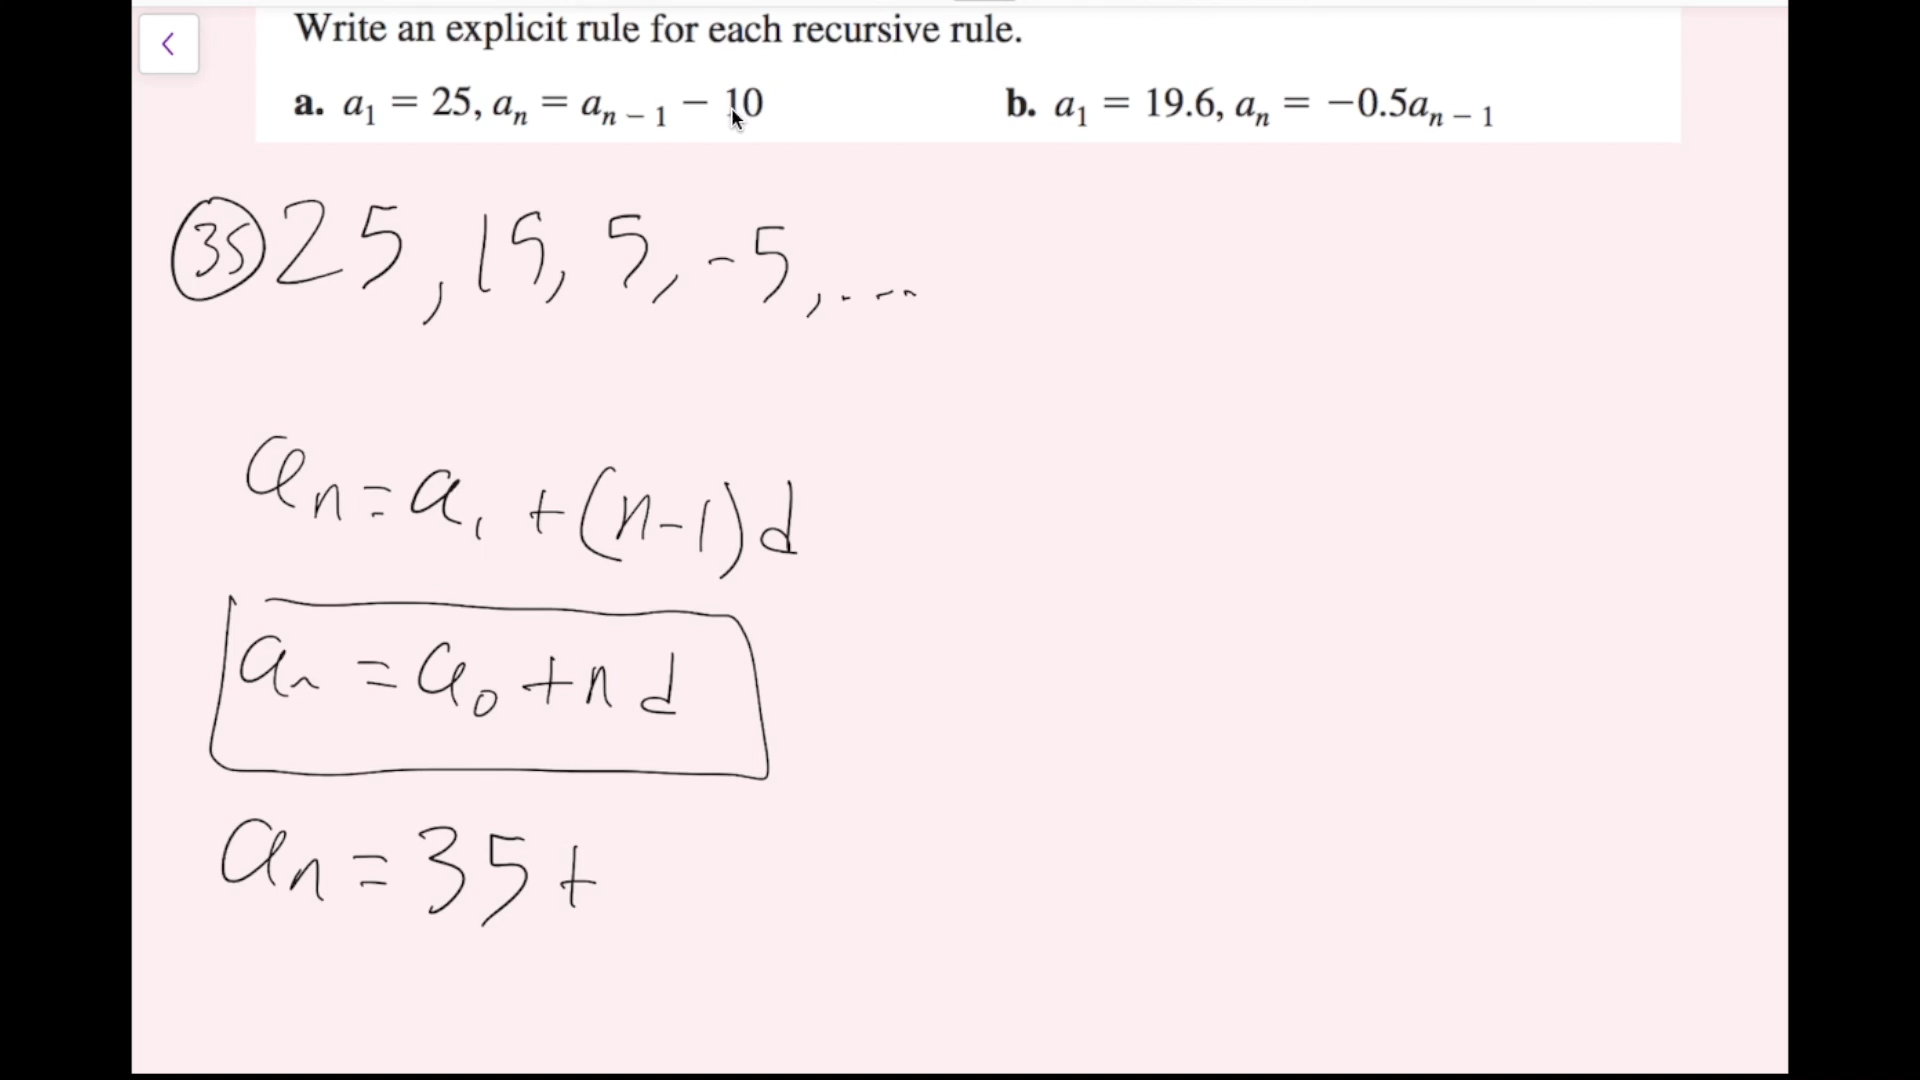 Write an explicit rule for each recursive rule.
a. a₁ = 25, aₙ = aₙ ₋ ₁ − 10
b. a₁ = 19.6, aₙ = −0.5aₙ ₋ ₁
35 25, 15, 5, -5, ....
aₙ = a₁ + (n-1)d
aₙ = a₀ + nd
aₙ = 35 +